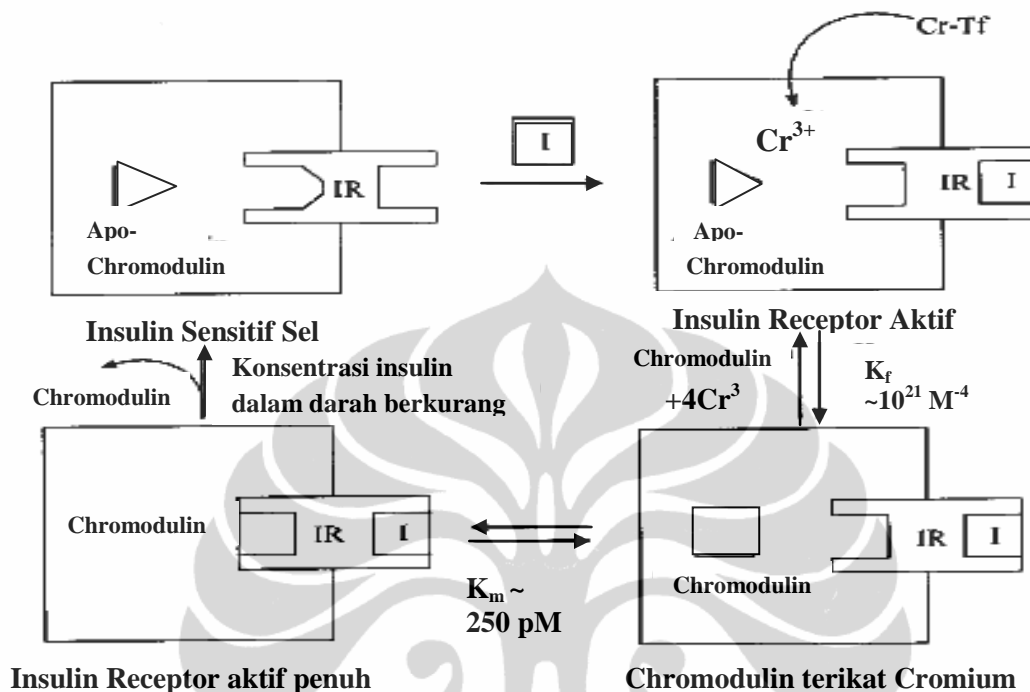 Cr-Tf
I
Cr³⁺
IR
IR
I
Apo-
Chromodulin
Apo-
Chromodulin
Insulin Sensitif Sel
Insulin Receptor Aktif
Chromodulin
Konsentrasi insulin
dalam darah berkurang
Chromodulin
+4Cr³
Kf
~10²¹ M⁻⁴
Chromodulin
IR
I
IR
I
Chromodulin
Km ~
250 pM
Insulin Receptor aktif penuh
Chromodulin terikat Cromium